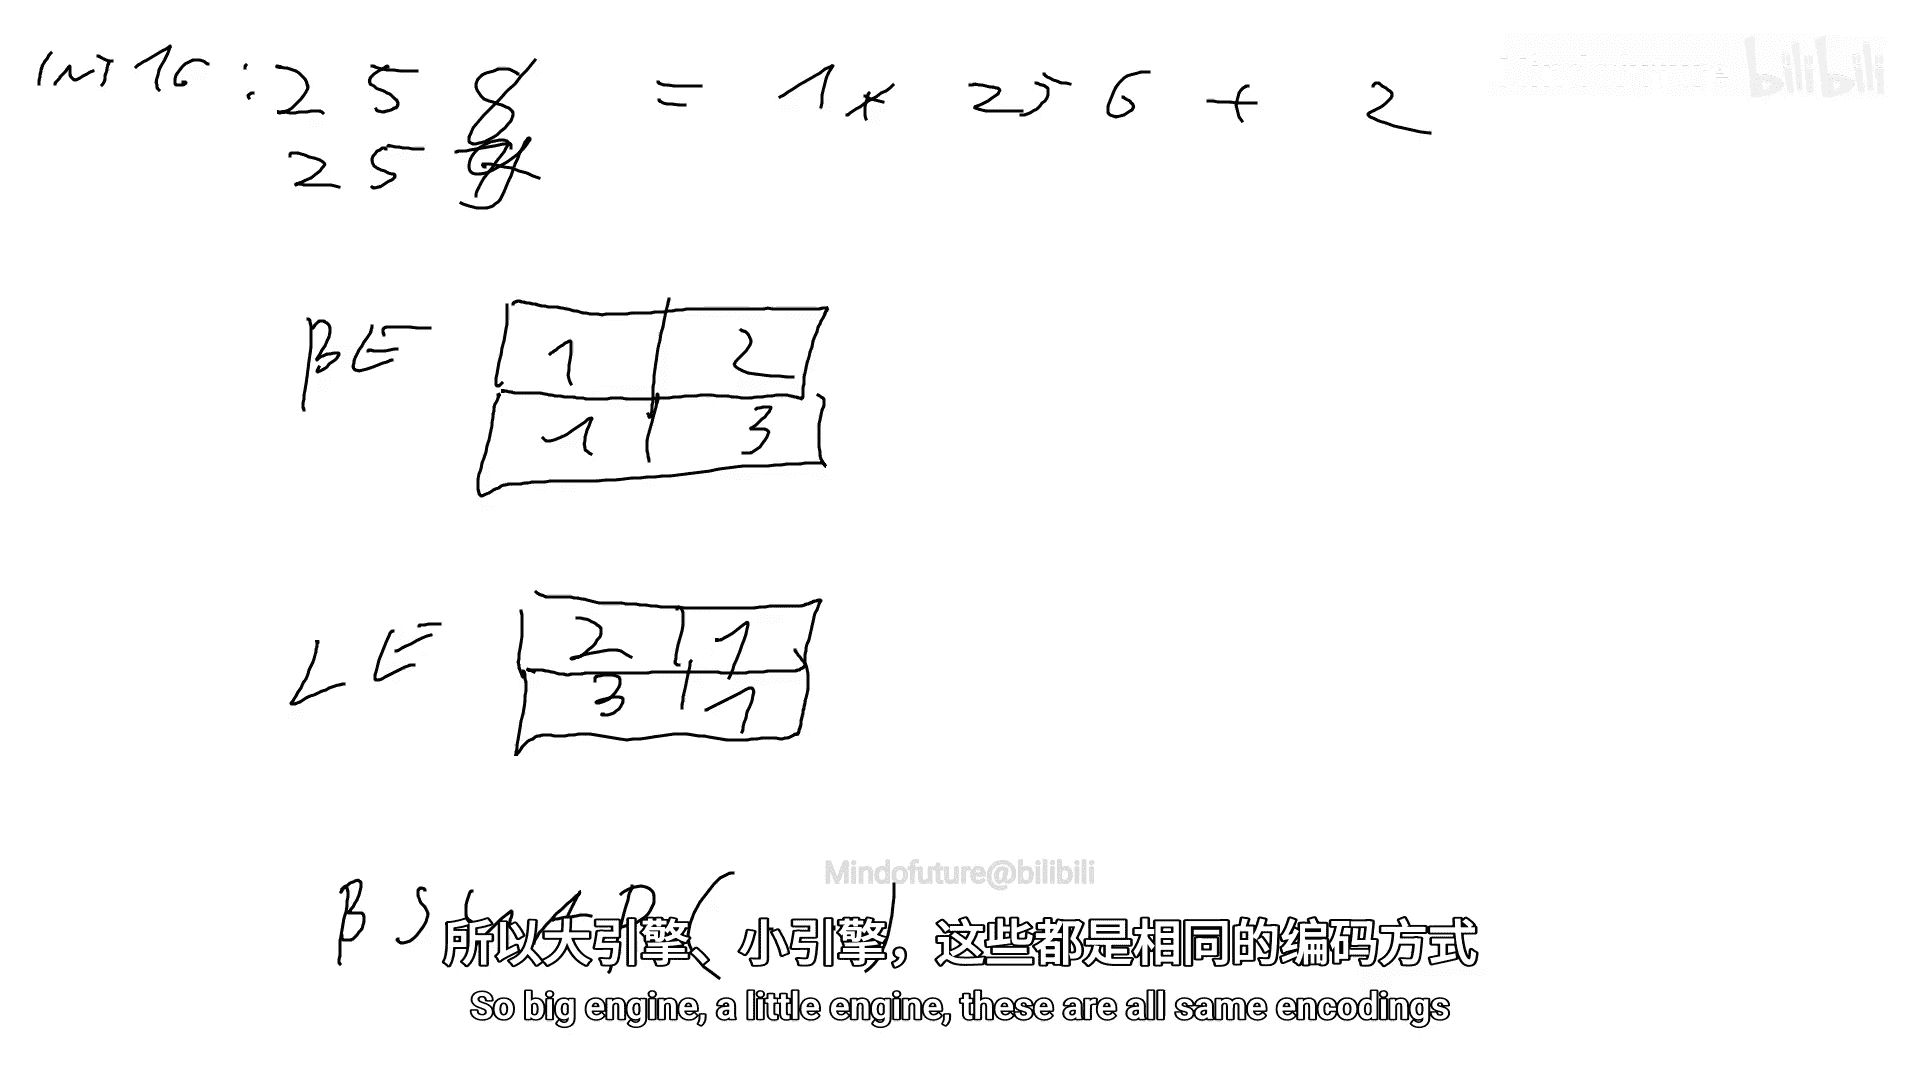 INT16: 258 = 1 * 256 + 2
bilibili
25
BE
1 2
1 3
LE
2 1
3 1
Mindofuture@bilibili
BSWAP( )
所以大引擎、小引擎，这些都是相同的编码方式
So big engine, a little engine, these are all same encodings